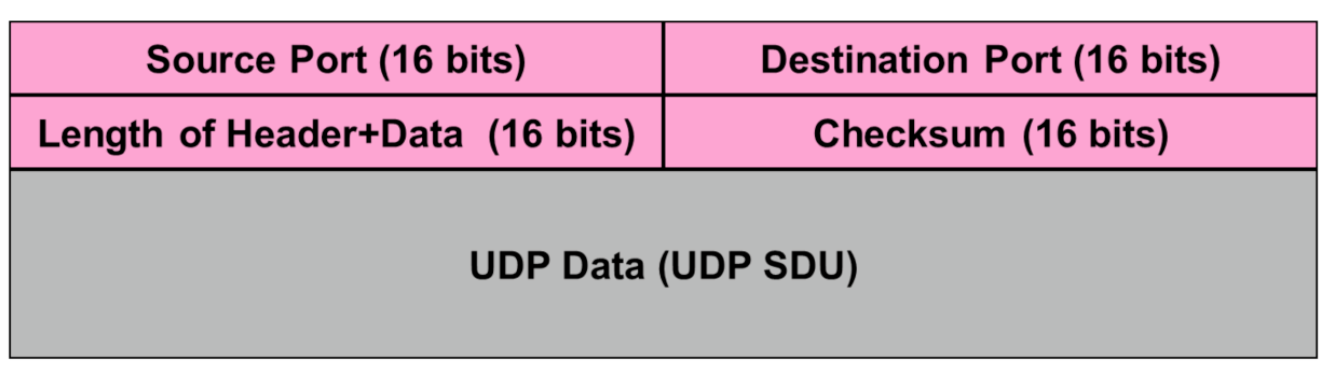 Source Port (16 bits)
Destination Port (16 bits)
Length of Header+Data (16 bits)
Checksum (16 bits)
UDP Data (UDP SDU)